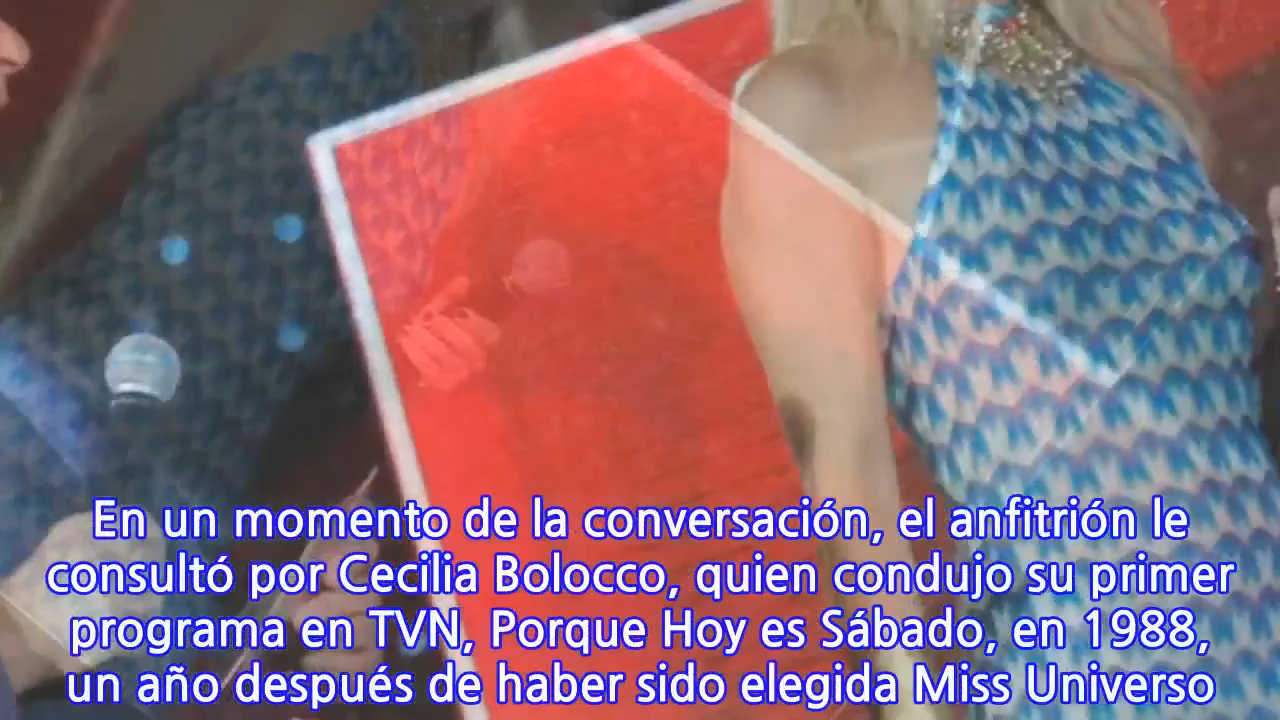 En un momento de la conversación, el anfitrión le
consultó por Cecilia Bolocco, quien condujo su primer
programa en TVN, Porque Hoy es Sábado, en 1988,
un año después de haber sido elegida Miss Universo